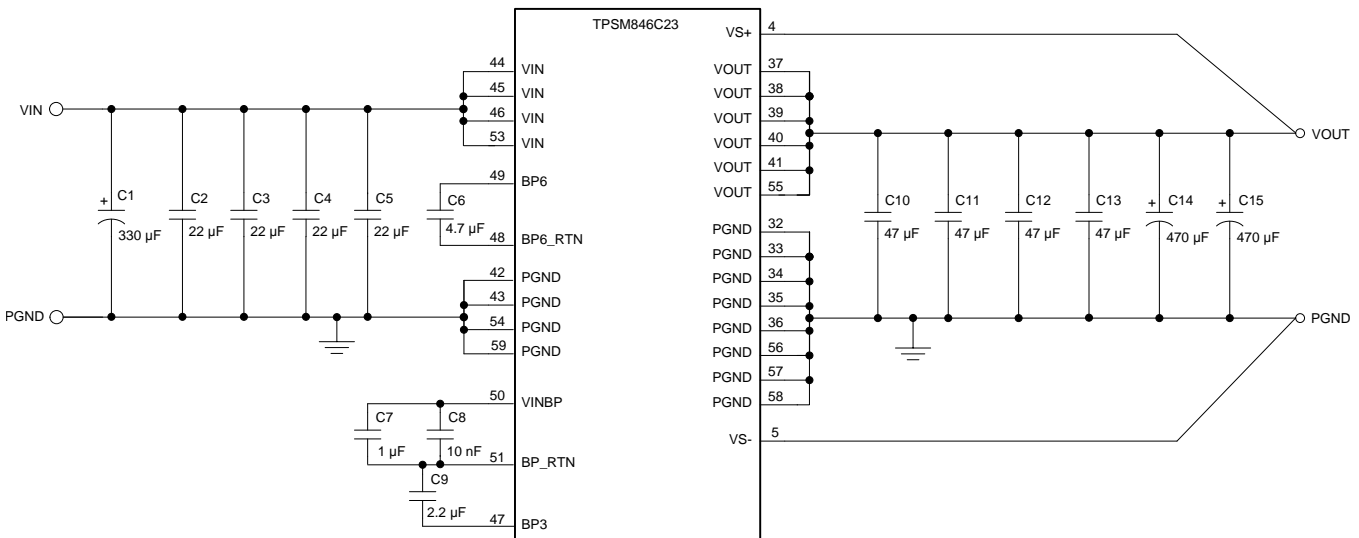 TPSM846C23
VS+ 4
44 VIN
45 VIN
46 VIN
53 VIN
VOUT 37
VOUT 38
VOUT 39
VOUT 40
VOUT 41
VOUT 55
VIN
VOUT
49 BP6
48 BP6_RTN
+ C1 330 µF
C2 22 µF
C3 22 µF
C4 22 µF
C5 22 µF
C6 4.7 µF
C10 47 µF
C11 47 µF
C12 47 µF
C13 47 µF
+ C14 470 µF
+ C15 470 µF
42 PGND
43 PGND
54 PGND
59 PGND
PGND 32
PGND 33
PGND 34
PGND 35
PGND 36
PGND 56
PGND 57
PGND 58
PGND
PGND
50 VINBP
C7 1 µF
C8 10 nF
51 BP_RTN
C9 2.2 µF
47 BP3
VS- 5